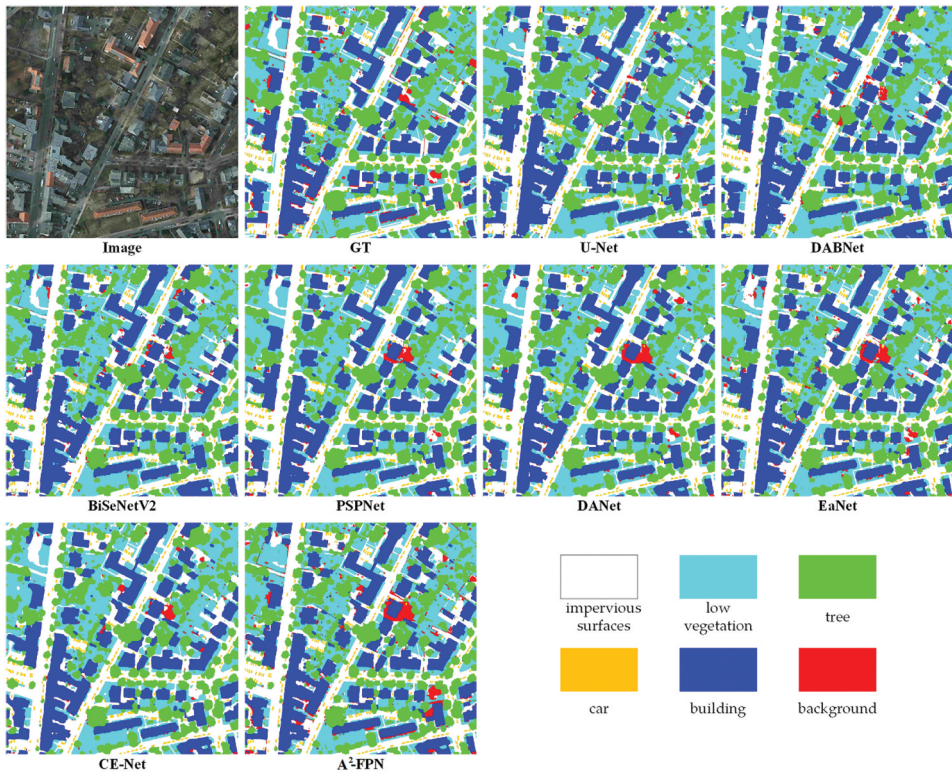 Image
GT
U-Net
DABNet
BiSeNetV2
PSPNet
DANet
EaNet
CE-Net
A²-FPN
impervious
surfaces
low
vegetation
tree
car
building
background